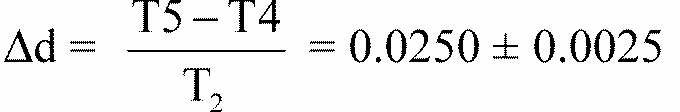 Δd = T5 – T4 / T₂ = 0.0250 ± 0.0025